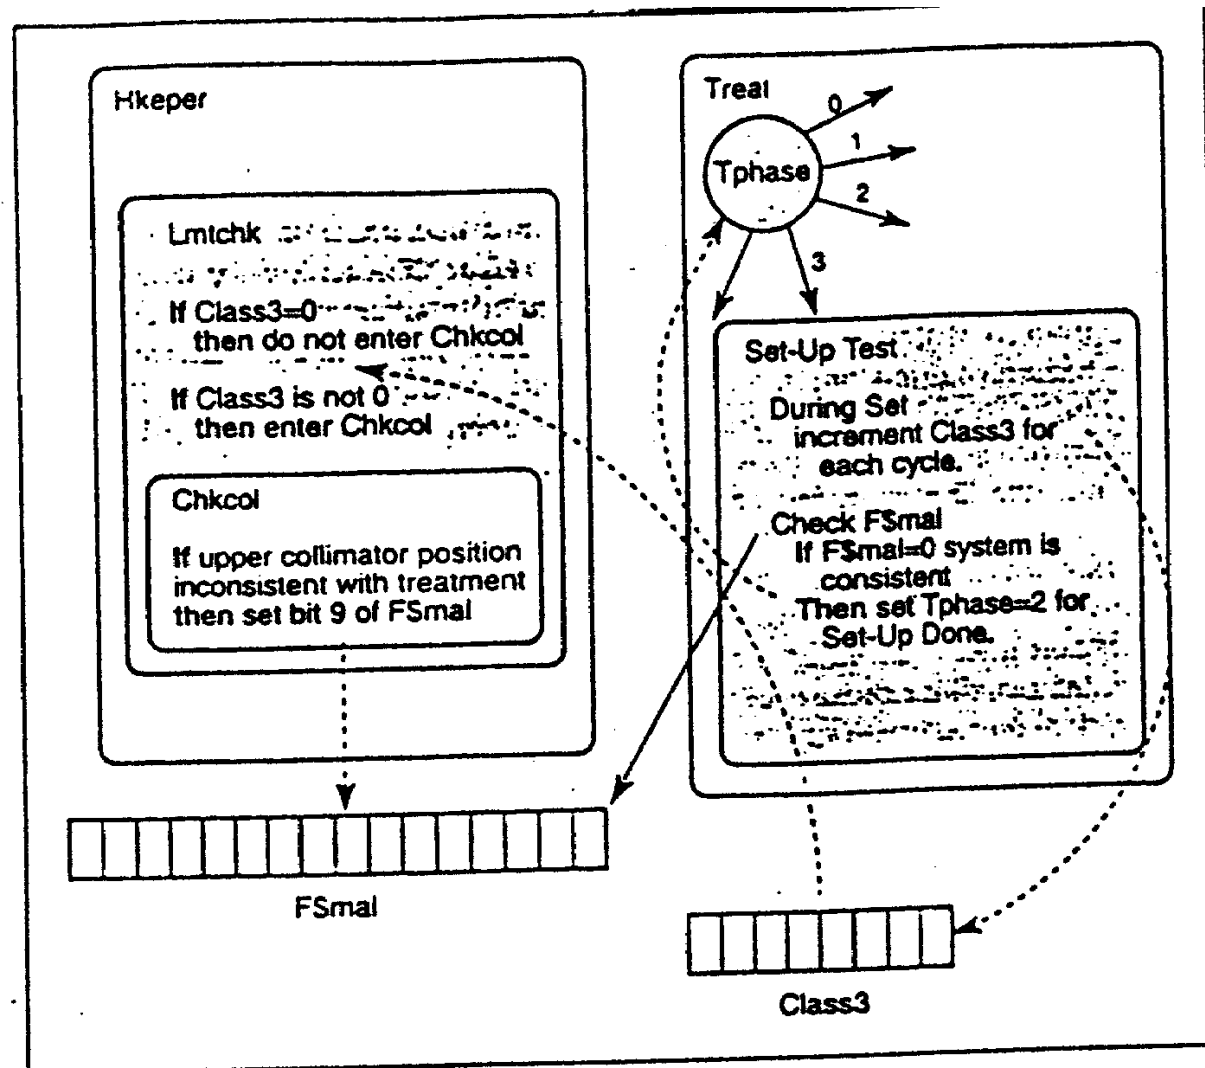 Hkeper
Lmtchk
If Class3=0
then do not enter Chkcol
If Class3 is not 0
then enter Chkcol
Chkcol
If upper collimator position
inconsistent with treatment
then set bit 9 of FSmal
FSmal
Treat
Tphase
0
1
2
3
Set-Up Test
During Set
increment Class3 for
each cycle.
Check F$mal
If F$mal=0 system is
consistent
Then set Tphase=2 for
Set-Up Done.
Class3